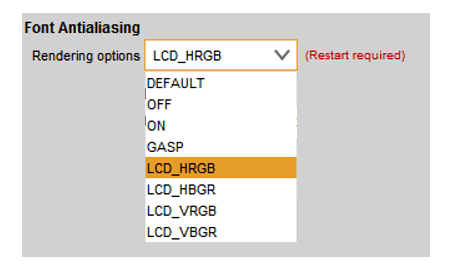 Font Antialiasing
Rendering options LCD_HRGB (Restart required)
DEFAULT
OFF
ON
GASP
LCD_HRGB
LCD_HBGR
LCD_VRGB
LCD_VBGR